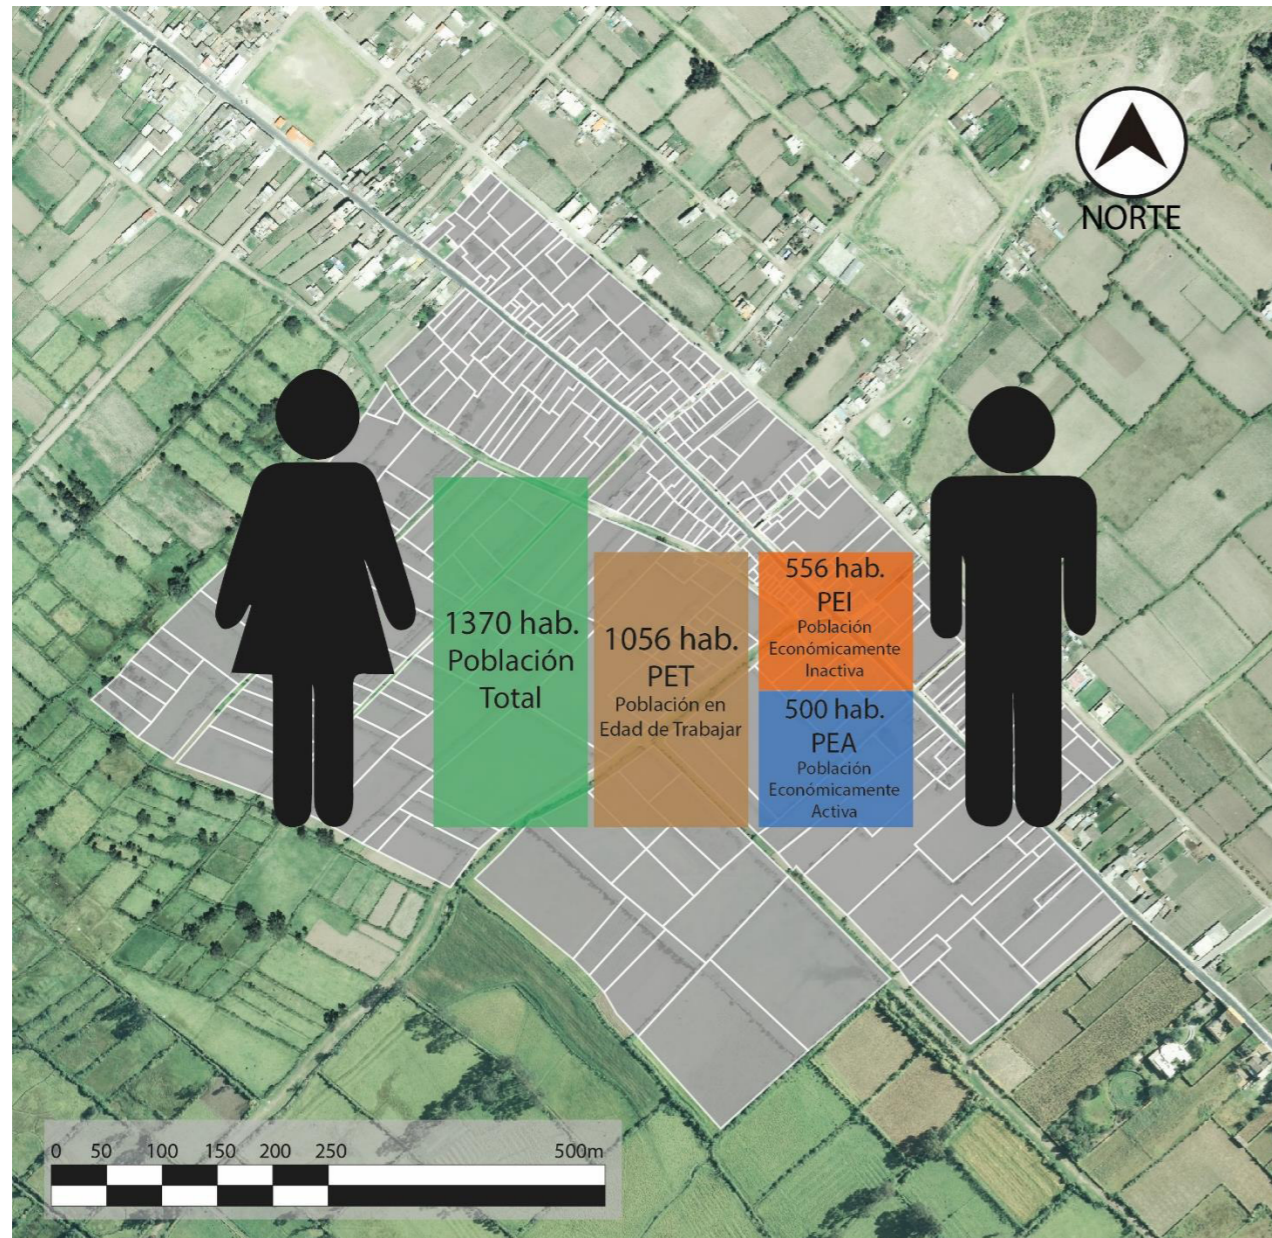 NORTE
1370 hab.
Población
Total
1056 hab.
PET
Población en
Edad de Trabajar
556 hab.
PEI
Población
Económicamente
Inactiva
500 hab.
PEA
Población
Económicamente
Activa
0 50 100 150 200 250 500m